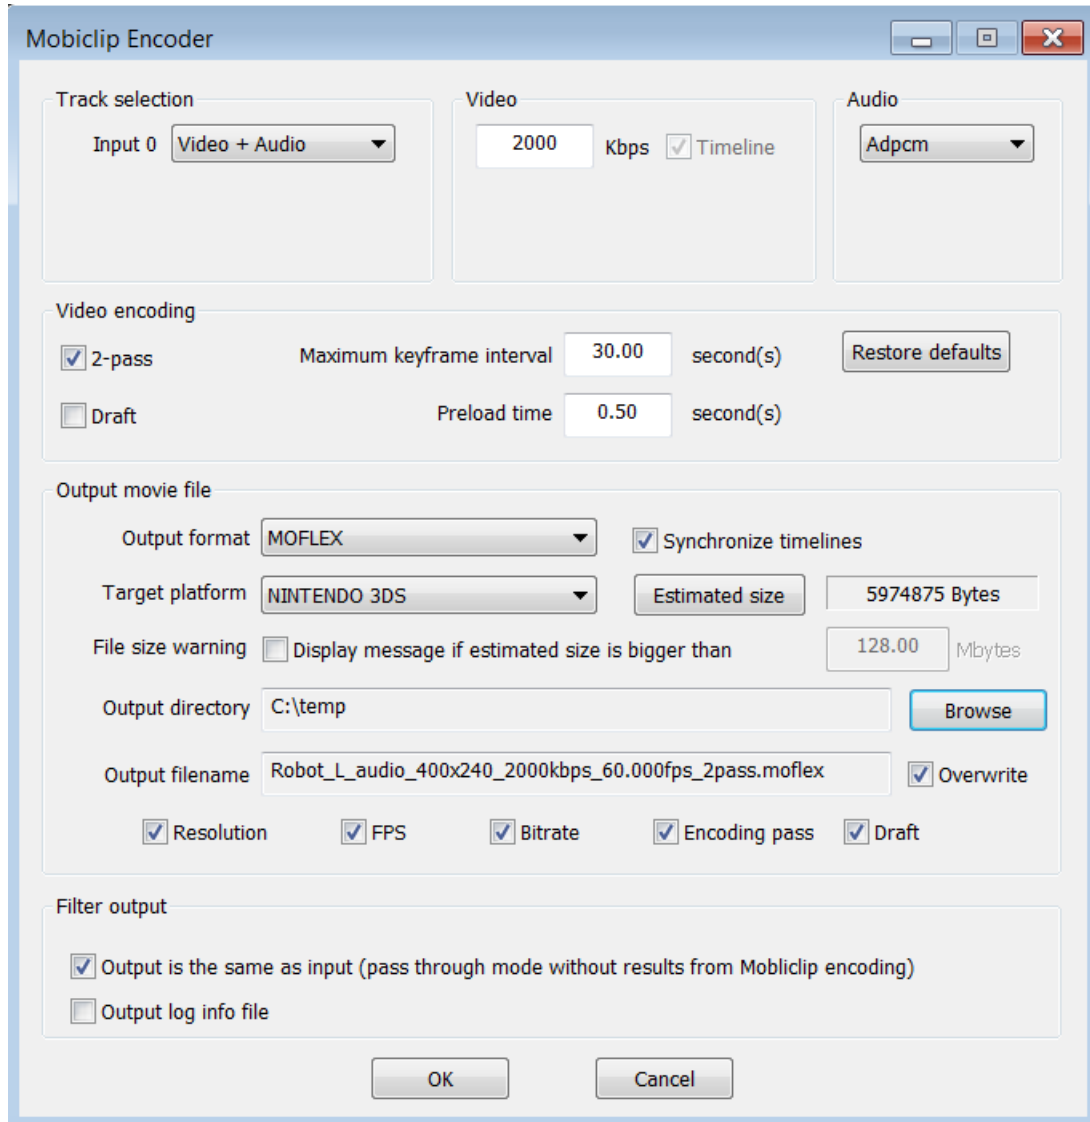 Mobiclip Encoder
Track selection
Video
Audio
Input 0 Video + Audio
2000 Kbps Timeline
Adpcm
Video encoding
2-pass Maximum keyframe interval 30.00 second(s) Restore defaults
Draft Preload time 0.50 second(s)
Output movie file
Output format MOFLEX Synchronize timelines
Target platform NINTENDO 3DS Estimated size 5974875 Bytes
File size warning Display message if estimated size is bigger than 128.00 Mbytes
Output directory C:\temp Browse
Output filename Robot_L_audio_400x240_2000kbps_60.000fps_2pass.moflex Overwrite
Resolution FPS Bitrate Encoding pass Draft
Filter output
Output is the same as input (pass through mode without results from Mobliclip encoding)
Output log info file
OK Cancel